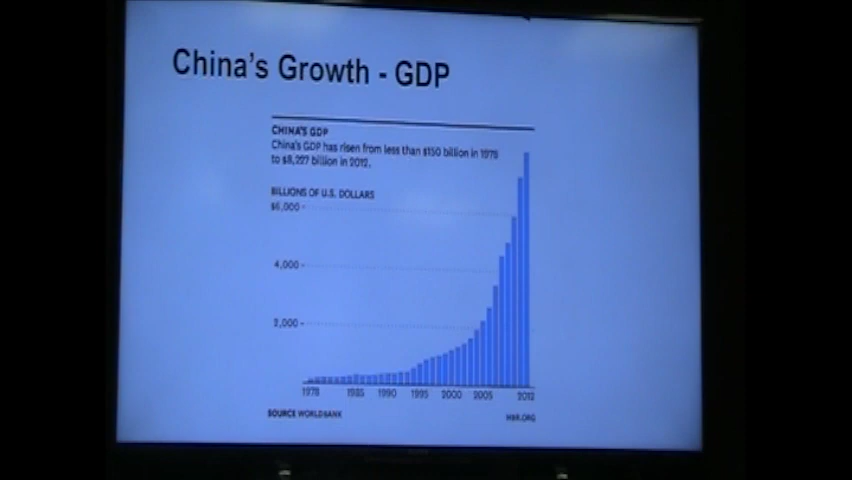 China's Growth - GDP
CHINA'S GDP
China's GDP has risen from less than $150 billion in 1978
to $8,227 billion in 2012.
BILLIONS OF U.S. DOLLARS
$6,000
4,000
2,000
1978 1985 1990 1995 2000 2005 2012
SOURCE WORLD BANK HBR.ORG